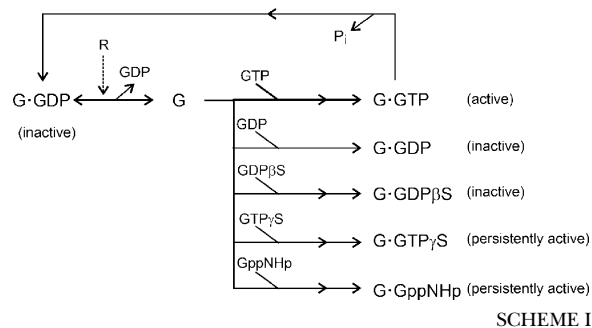 Pi
R
GDP
GTP
G·GDP
G
G·GTP
(active)
(inactive)
GDP
G·GDP
(inactive)
GDPβS
G·GDPβS
(inactive)
GTPγS
G·GTPγS
(persistently active)
GppNHp
G·GppNHp
(persistently active)
SCHEME I